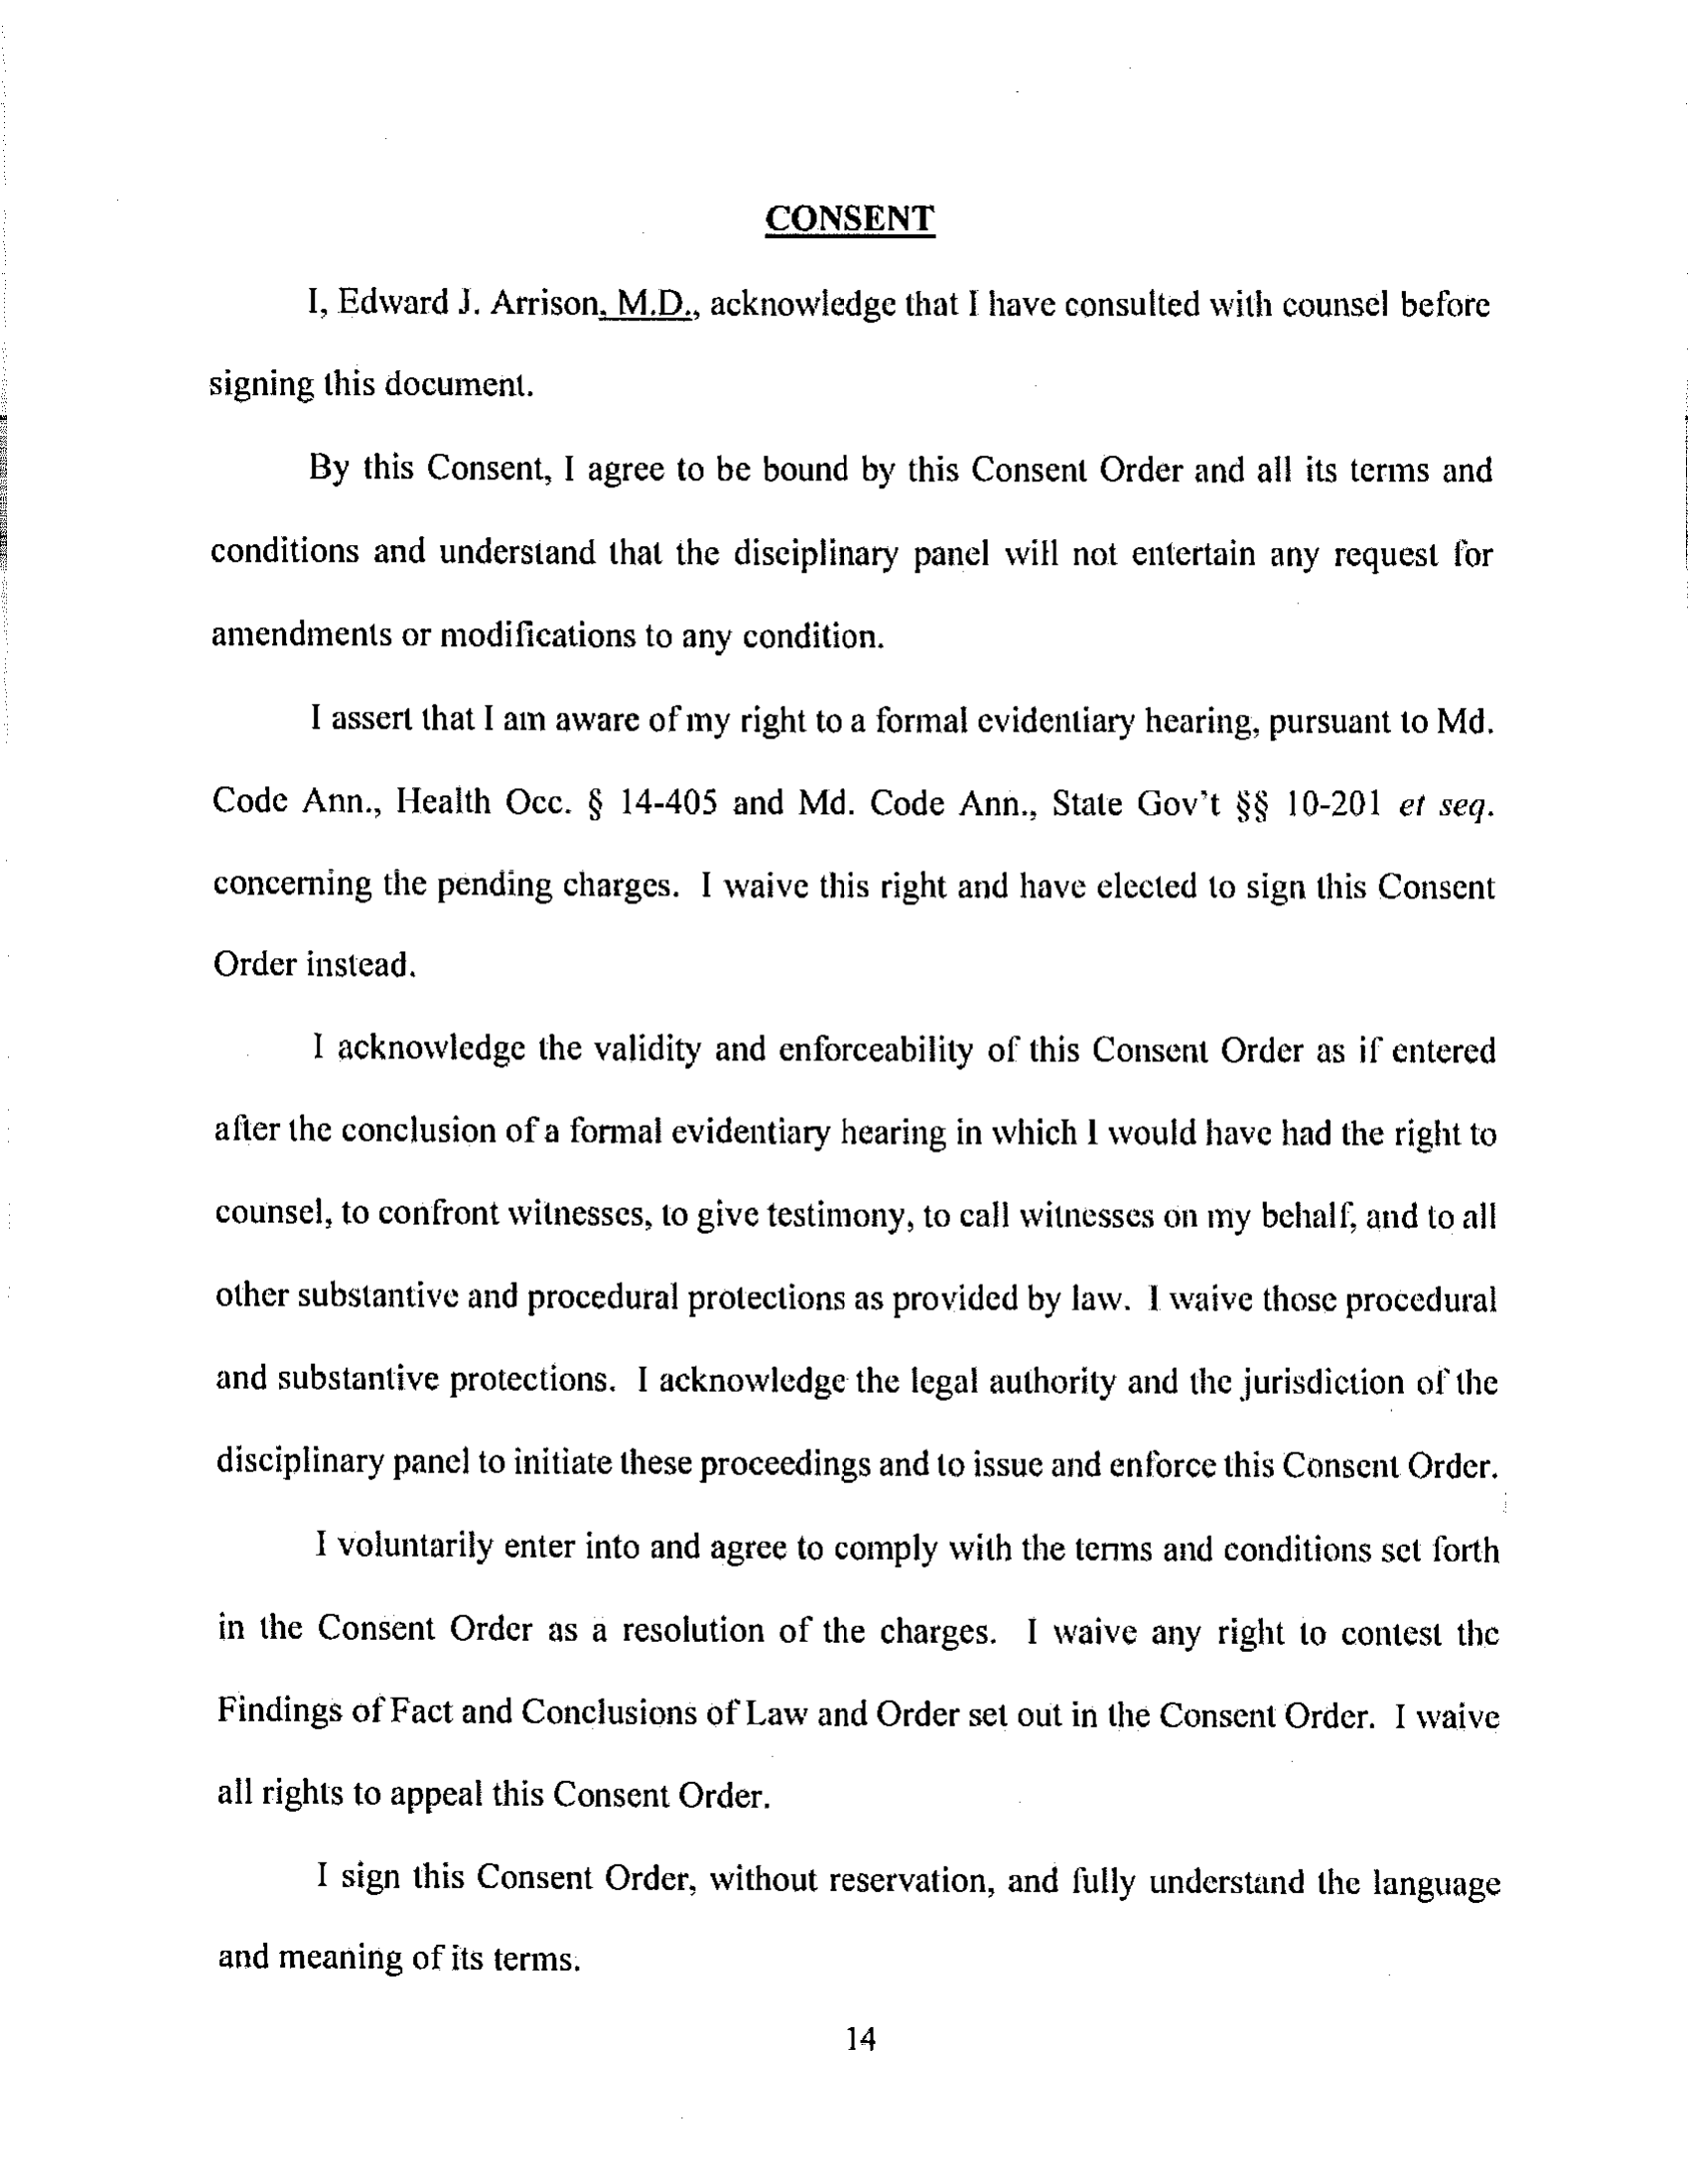 CONSENT
I, Edward J. Arrison, M.D., acknowledge that I have consulted with counsel before
signing this document.
By this Consent, I agree to be bound by this Consent Order and all its terms and
conditions and understand that the disciplinary panel will not entertain any request for
amendments or modifications to any condition.
I assert that I am aware of my right to a formal evidentiary hearing, pursuant to Md.
Code Ann., Health Occ. § 14-405 and Md. Code Ann., State Gov't §§ 10-201 et seq.
concerning the pending charges. I waive this right and have elected to sign this Consent
Order instead.
I acknowledge the validity and enforceability of this Consent Order as if entered
after the conclusion of a formal evidentiary hearing in which I would have had the right to
counsel, to confront witnesses, to give testimony, to call witnesses on my behalf, and to all
other substantive and procedural protections as provided by law. I waive those procedural
and substantive protections. I acknowledge the legal authority and the jurisdiction of the
disciplinary panel to initiate these proceedings and to issue and enforce this Consent Order.
I voluntarily enter into and agree to comply with the terms and conditions set forth
in the Consent Order as a resolution of the charges. I waive any right to contest the
Findings of Fact and Conclusions of Law and Order set out in the Consent Order. I waive
all rights to appeal this Consent Order.
I sign this Consent Order, without reservation, and fully understand the language
and meaning of its terms.
14